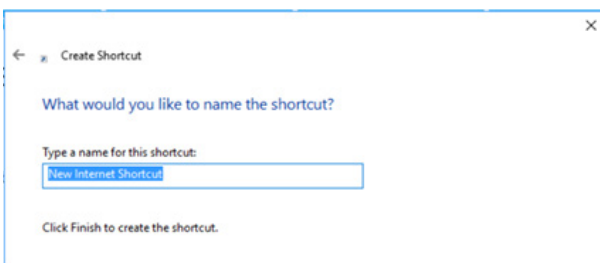 Create Shortcut
What would you like to name the shortcut?
Type a name for this shortcut:
New Internet Shortcut
Click Finish to create the shortcut.